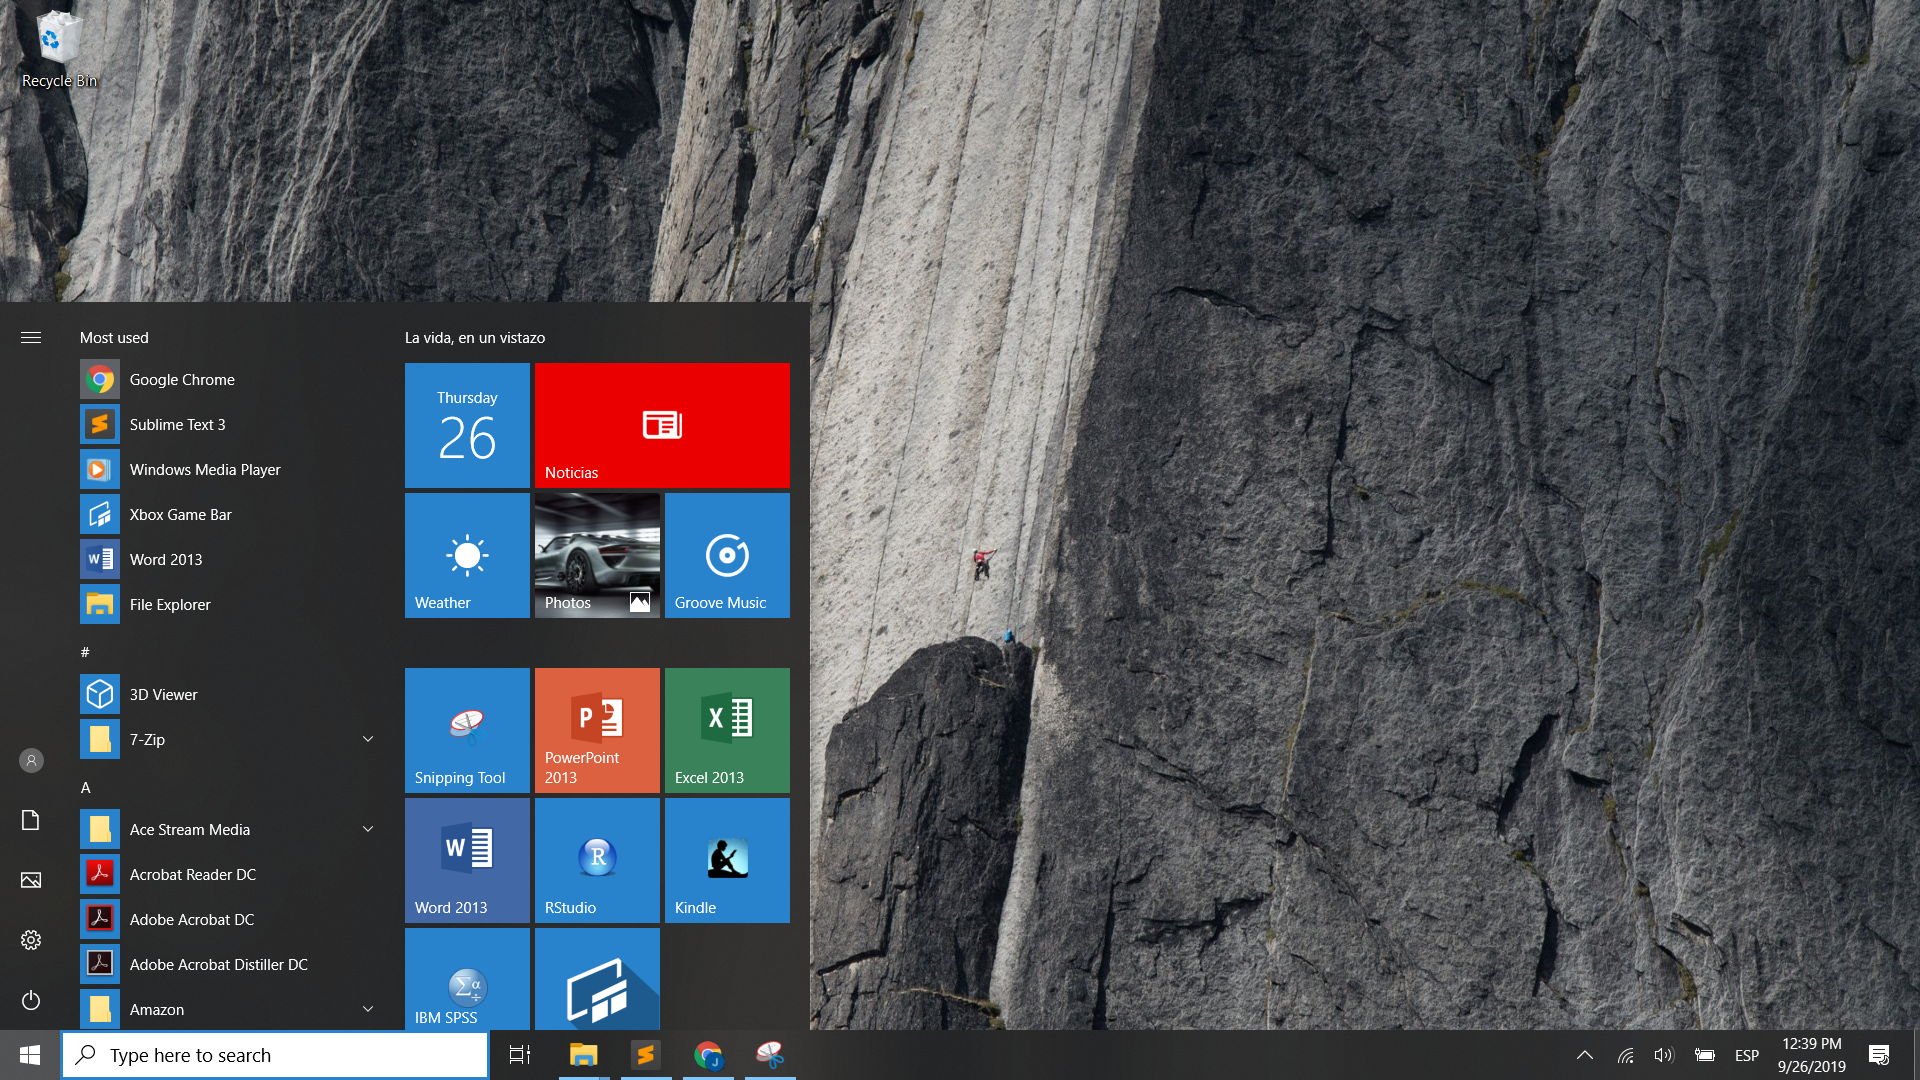 Recycle Bin
Most used
Google Chrome
Sublime Text 3
Windows Media Player
Xbox Game Bar
Word 2013
File Explorer
#
3D Viewer
7-Zip
A
Ace Stream Media
Acrobat Reader DC
Adobe Acrobat DC
Adobe Acrobat Distiller DC
Amazon
La vida, en un vistazo
Thursday
26
Noticias
Weather
Photos
Groove Music
Snipping Tool
PowerPoint
2013
Excel 2013
Word 2013
RStudio
Kindle
IBM SPSS
Type here to search
ESP
12:39 PM
9/26/2019